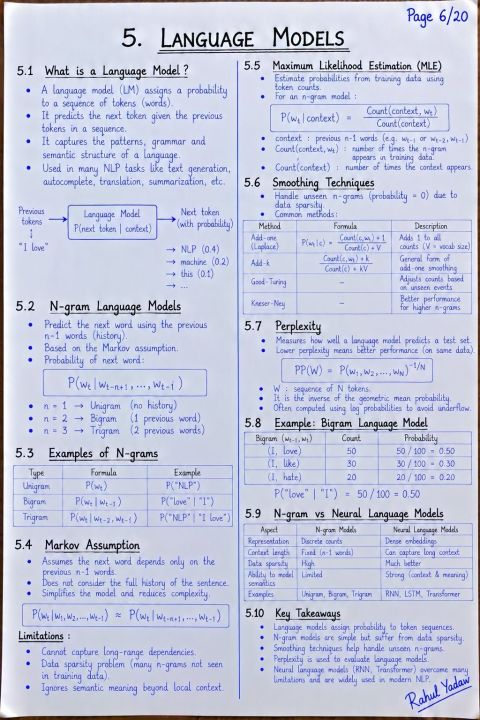 Page 6/20
5. LANGUAGE MODELS
5.1 What is a Language Model?
• A language model (LM) assigns a probability
to a sequence of tokens (words).
• It predicts the next token given the previous
tokens in a sequence.
• It captures the patterns, grammar and
semantic structure of a language.
• Used in many NLP tasks like text generation,
autocomplete, translation, summarization, etc.
Previous
tokens
↓
"I love"
→
Language Model
P(next token | context)
→
Next token
(with probability)
→ NLP (0.4)
→ machine (0.2)
→ this (0.1)
→ ...
5.2 N-gram Language Models
• Predict the next word using the previous
n-1 words (history).
• Based on the Markov assumption.
• Probability of next word:
P(wₜ | wₜ₋ₙ₊₁, ..., wₜ₋₁)
• n = 1 → Unigram (no history)
• n = 2 → Bigram (1 previous word)
• n = 3 → Trigram (2 previous words)
5.3 Examples of N-grams
Type Formula Example
Unigram P(wₜ) P("NLP")
Bigram P(wₜ | wₜ₋₁) P("love" | "I")
Trigram P(wₜ | wₜ₋₂, wₜ₋₁) P("NLP" | "I love")
5.4 Markov Assumption
• Assumes the next word depends only on the
previous n-1 words.
• Does not consider the full history of the sentence.
• Simplifies the model and reduces complexity.
P(wₜ | w₁, w₂, ..., wₜ₋₁) ≈ P(wₜ | wₜ₋ₙ₊₁, ..., wₜ₋₁)
Limitations :
• Cannot capture long-range dependencies.
• Data sparsity problem (many n-grams not seen
in training data).
• Ignores semantic meaning beyond local context.
5.5 Maximum Likelihood Estimation (MLE)
• Estimate probabilities from training data using
token counts.
• For an n-gram model :
P(wₜ | context) = Count(context, wₜ) / Count(context)
• context : previous n-1 words (e.g. wₜ₋₁ or wₜ₋₂, wₜ₋₁)
• Count(context, wₜ) : number of times the n-gram
appears in training data.
• Count(context) : number of times the context appears.
5.6 Smoothing Techniques
• Handle unseen n-grams (probability = 0) due to
data sparsity.
• Common methods:
Method Formula Description
Add-one
(Laplace)
P(wₜ | c) = Count(c, wₜ) + 1 / Count(c) + V
Adds 1 to all
counts (V = vocab size)
Add-k
Count(c, wₜ) + k / Count(c) + kV
General form of
add-one smoothing
Good-Turing
–
Adjusts counts based
on unseen events
Kneser-Ney
–
Better performance
for higher n-grams
5.7 Perplexity
• Measures how well a language model predicts a test set.
• Lower perplexity means better performance (on same data).
PP(W) = P(w₁, w₂, ..., wₙ)^-1/N
• W : sequence of N tokens.
• It is the inverse of the geometric mean probability.
• Often computed using log probabilities to avoid underflow.
5.8 Example: Bigram Language Model
Bigram (wₜ₋₁, wₜ) Count Probability
(I, love) 50 50 / 100 = 0.50
(I, like) 30 30 / 100 = 0.30
(I, hate) 20 20 / 100 = 0.20
P("love" | "I") = 50 / 100 = 0.50
5.9 N-gram vs Neural Language Models
Aspect N-gram Models Neural Language Models
Representation Discrete counts Dense embeddings
Context length Fixed (n-1 words) Can capture long context
Data sparsity High Much better
Ability to model
semantics
Limited
Strong (context & meaning)
Examples Unigram, Bigram, Trigram RNN, LSTM, Transformer
5.10 Key Takeaways
• Language models assign probability to token sequences.
• N-gram models are simple but suffer from data sparsity.
• Smoothing techniques help handle unseen n-grams.
• Perplexity is used to evaluate language models.
• Neural language models (RNN, Transformer) overcome many
limitations and are widely used in modern NLP.
Rahul Yadav